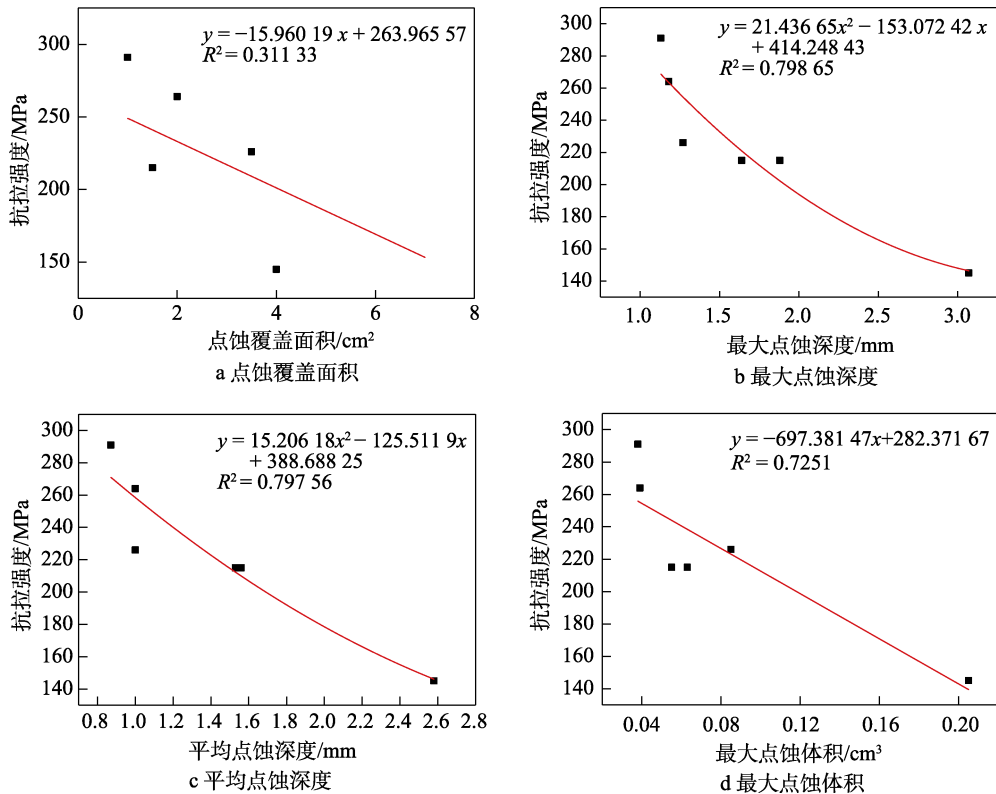 y = −15.960 19 x + 263.965 57
R² = 0.311 33
300
250
200
150
抗拉强度/MPa
0
2
4
6
8
点蚀覆盖面积/cm²
a 点蚀覆盖面积
y = 21.436 65x² − 153.072 42 x
+ 414.248 43
R² = 0.798 65
300
280
260
240
220
200
180
160
140
抗拉强度/MPa
1.0
1.5
2.0
2.5
3.0
最大点蚀深度/mm
b 最大点蚀深度
y = 15.206 18x² − 125.511 9x
+ 388.688 25
R² = 0.797 56
300
280
260
240
220
200
180
160
140
抗拉强度/MPa
0.8
1.0
1.2
1.4
1.6
1.8
2.0
2.2
2.4
2.6
2.8
平均点蚀深度/mm
c 平均点蚀深度
y = −697.381 47x+282.371 67
R² = 0.7251
300
280
260
240
220
200
180
160
140
抗拉强度/MPa
0.04
0.08
0.12
0.16
0.20
最大点蚀体积/cm³
d 最大点蚀体积